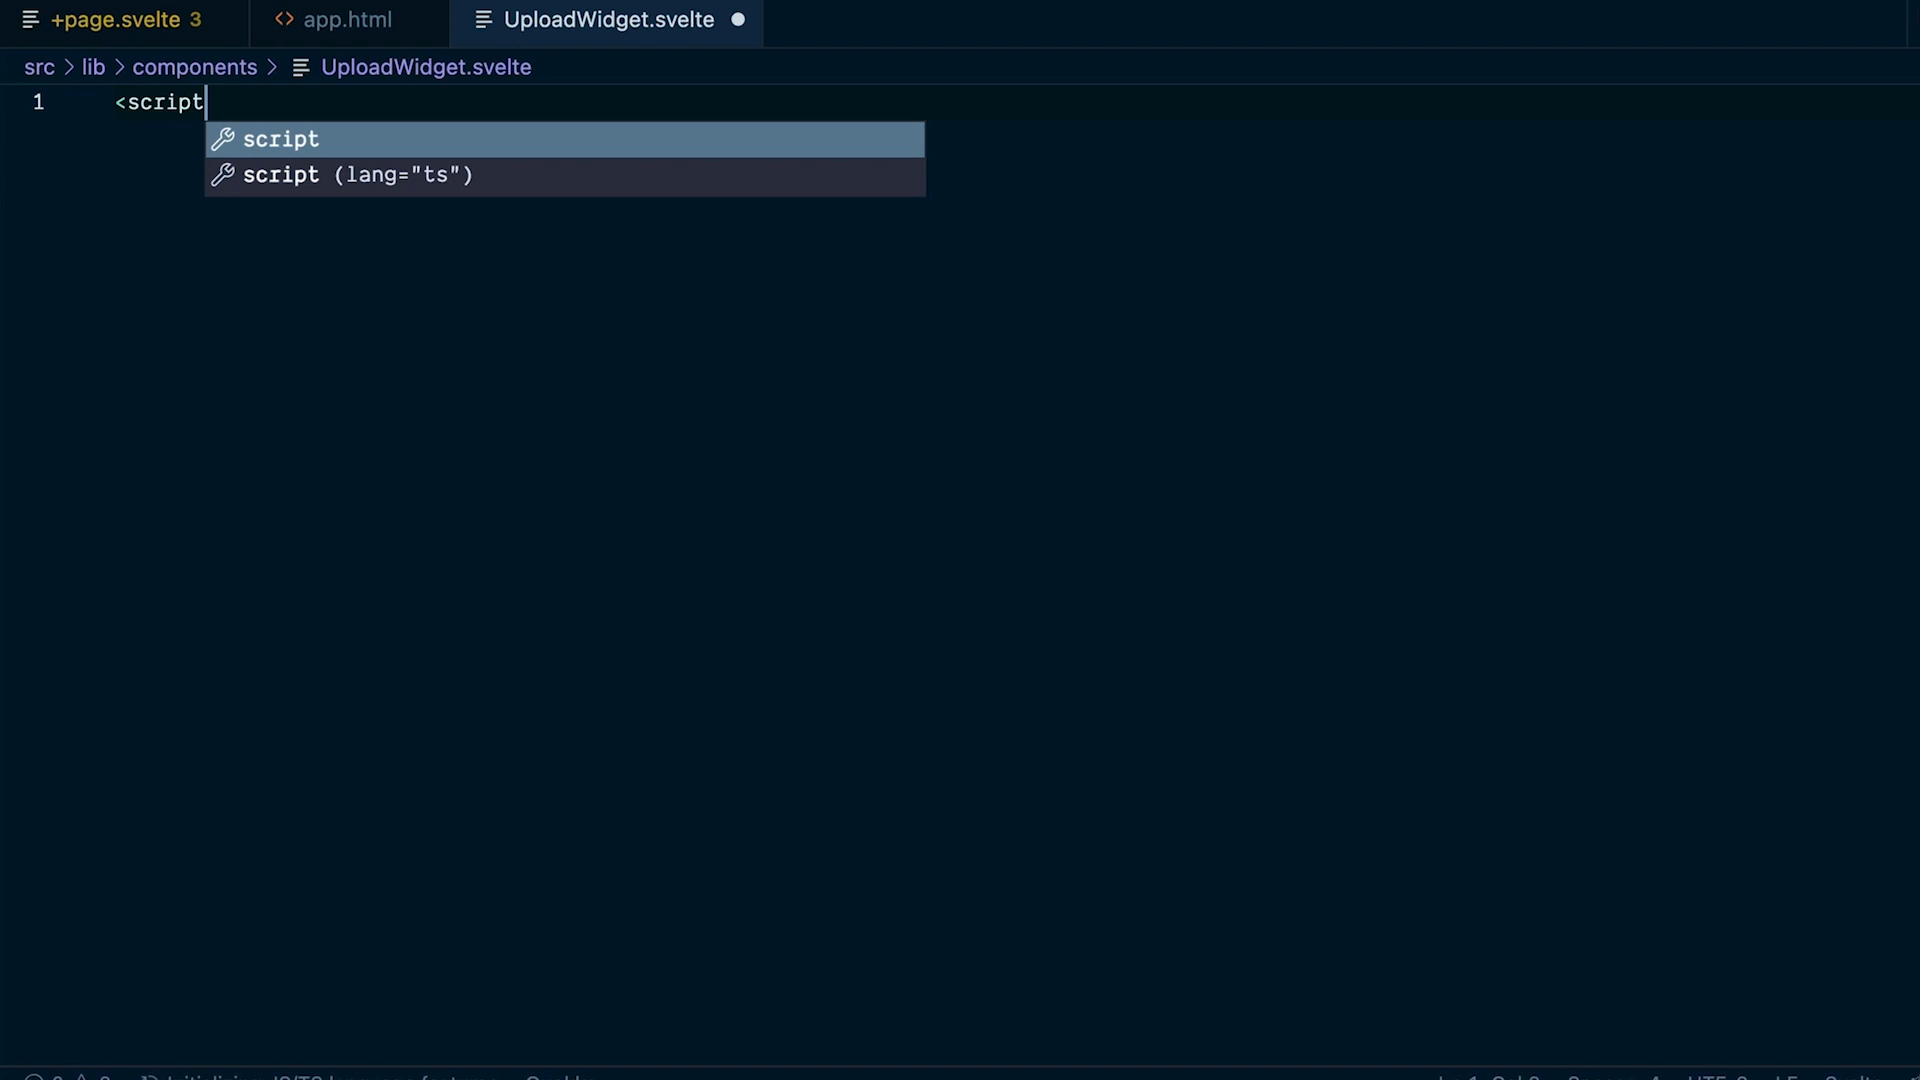 +page.svelte 3
app.html
UploadWidget.svelte
src > lib > components > UploadWidget.svelte
1 <script
script
script (lang="ts")